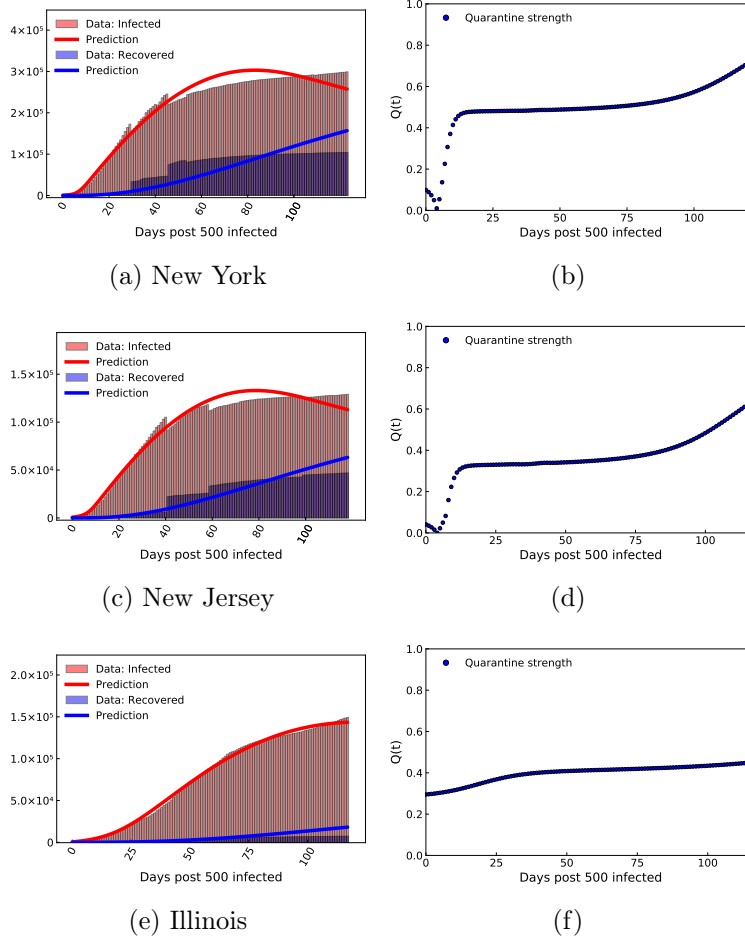 4×10⁵
3×10⁵
2×10⁵
1×10⁵
0
Data: Infected
Prediction
Data: Recovered
Prediction
0
20
40
60
80
100
Days post 500 infected
(a) New York
1.0
0.8
0.6
0.4
0.2
0.0
Q(t)
Quarantine strength
0
25
50
75
100
Days post 500 infected
(b)
1.5×10⁵
1.0×10⁵
5.0×10⁴
0
Data: Infected
Prediction
Data: Recovered
Prediction
0
20
40
60
80
100
Days post 500 infected
(c) New Jersey
1.0
0.8
0.6
0.4
0.2
0.0
Q(t)
Quarantine strength
0
25
50
75
100
Days post 500 infected
(d)
2.0×10⁵
1.5×10⁵
1.0×10⁵
5.0×10⁴
0
Data: Infected
Prediction
Data: Recovered
Prediction
0
25
50
75
100
Days post 500 infected
(e) Illinois
1.0
0.8
0.6
0.4
0.2
0.0
Q(t)
Quarantine strength
0
25
50
75
100
Days post 500 infected
(f)